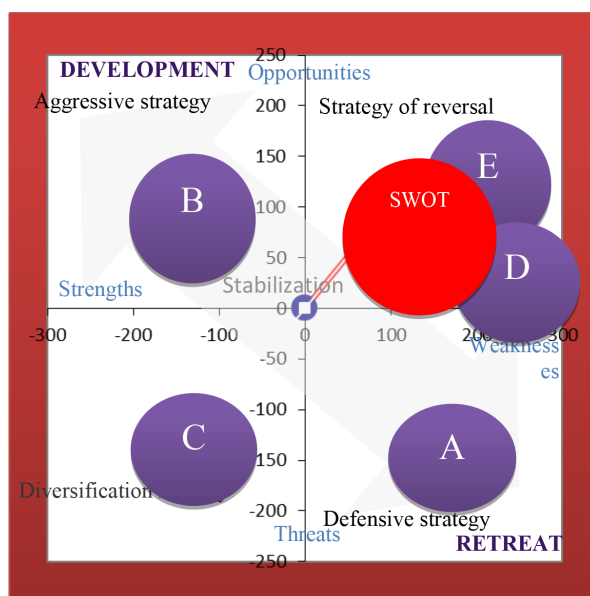 250
DEVELOPMENT
Opportunities
Aggressive strategy
200
Strategy of reversal
150
E
B
SWOT
100
50
D
Stabilization
Strengths
0
-300
-200
-100
0
100
200
300
-50
Weakness
es
-100
C
A
-150
Diversification
-200
Defensive strategy
Threats
RETREAT
-250